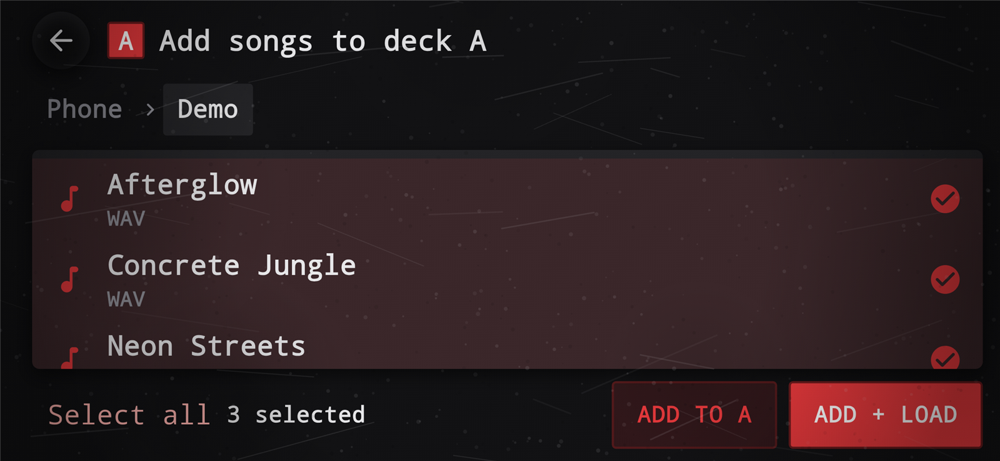 A Add songs to deck A
Phone > Demo
Afterglow
WAV
Concrete Jungle
WAV
Neon Streets
Select all 3 selected ADD TO A ADD + LOAD